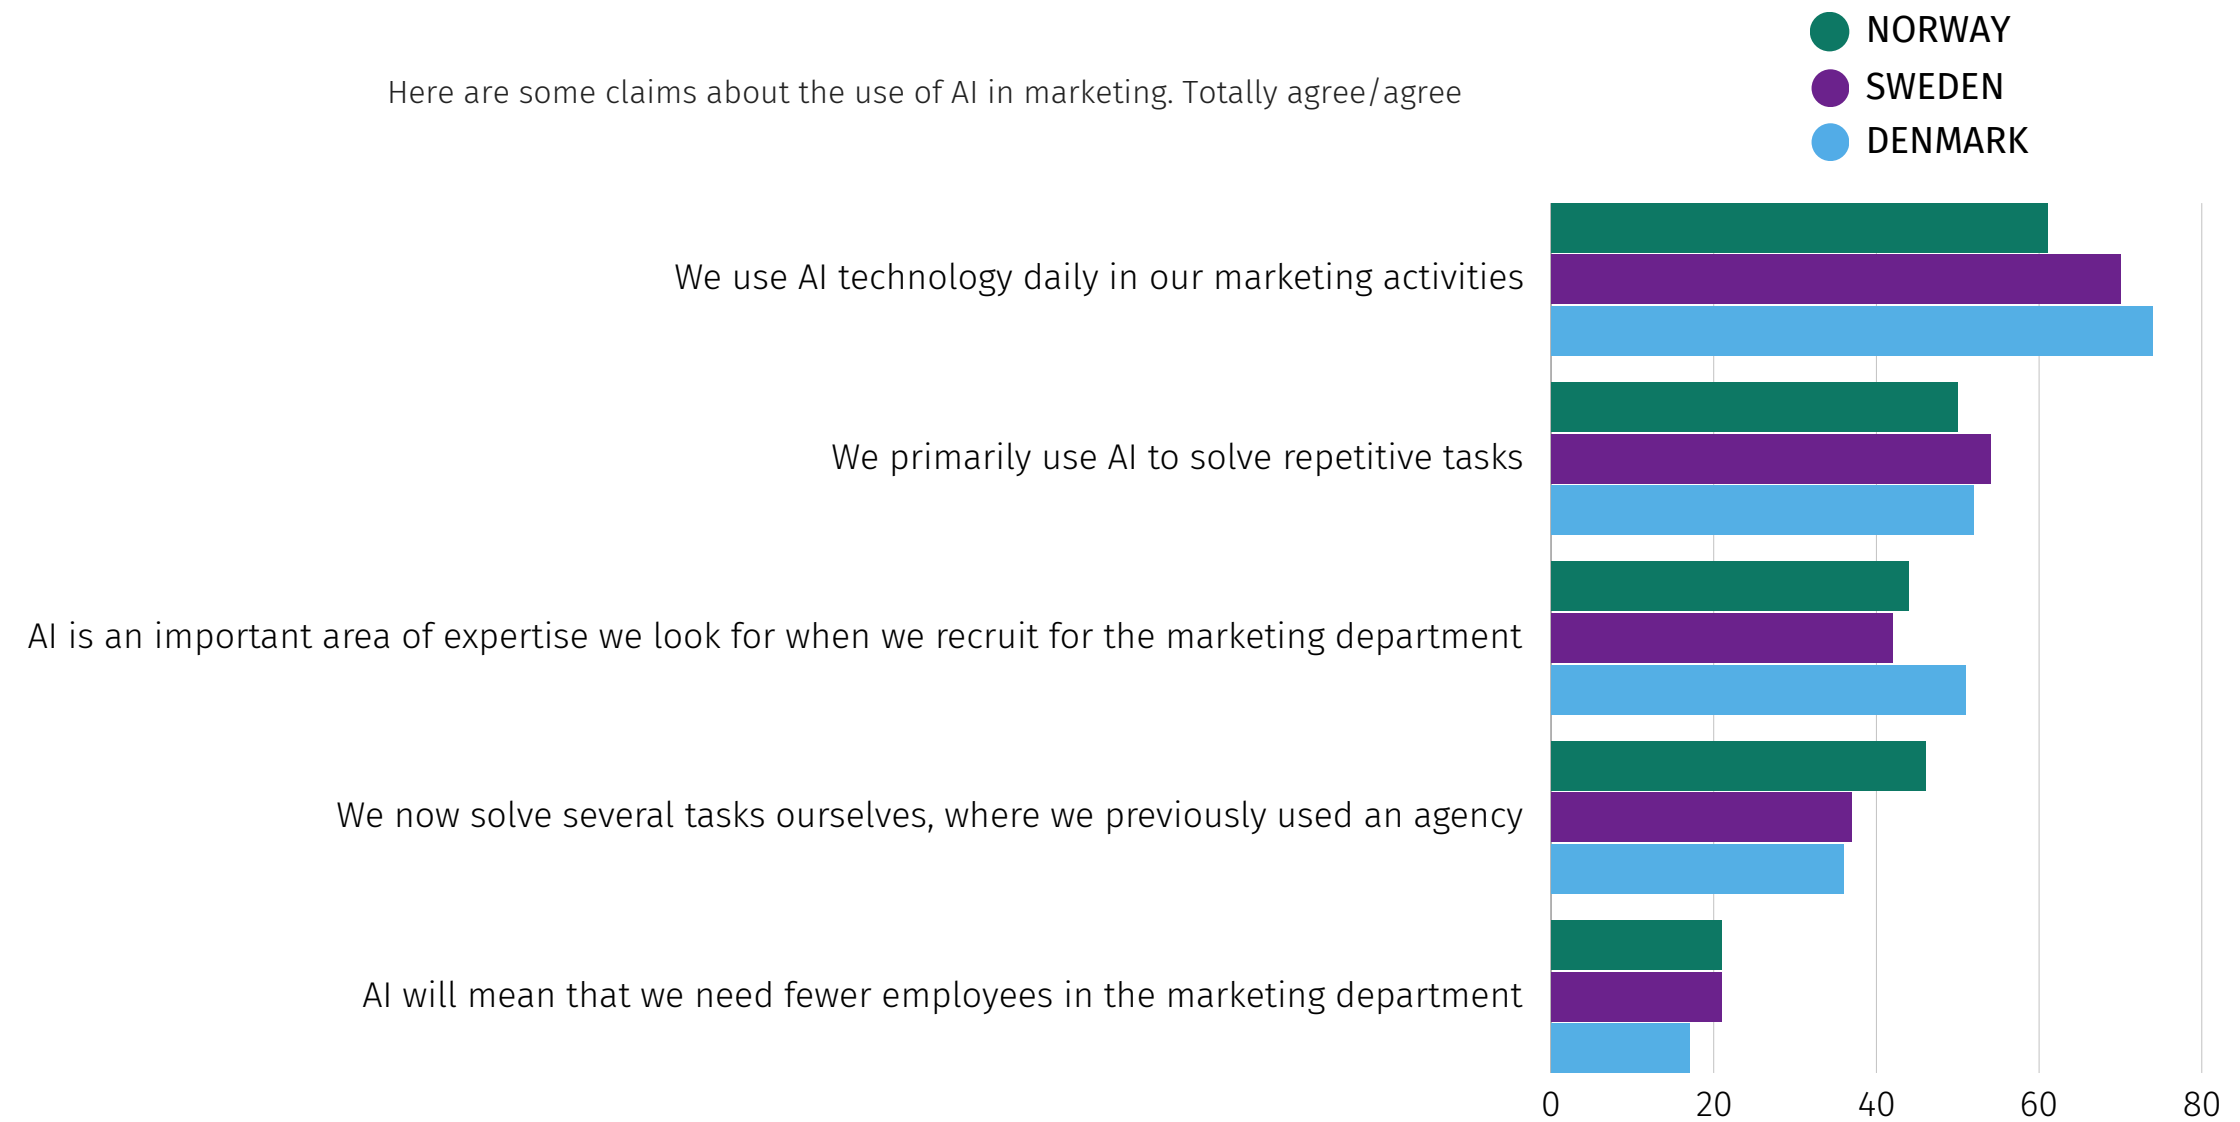 NORWAY
SWEDEN
DENMARK
Here are some claims about the use of AI in marketing. Totally agree/agree
We use AI technology daily in our marketing activities
We primarily use AI to solve repetitive tasks
AI is an important area of expertise we look for when we recruit for the marketing department
We now solve several tasks ourselves, where we previously used an agency
AI will mean that we need fewer employees in the marketing department
0 20 40 60 80